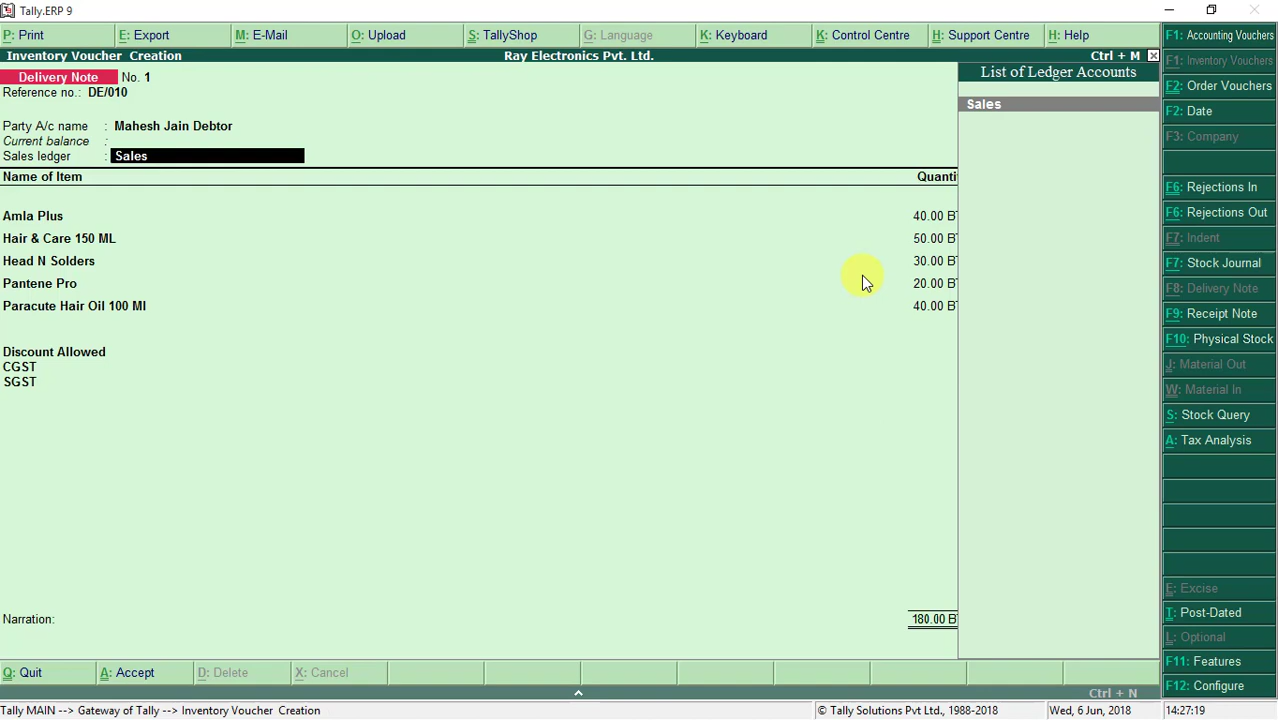 Tally.ERP 9
P: Print E: Export M: E-Mail O: Upload S: TallyShop G: Language K: Keyboard K: Control Centre H: Support Centre H: Help
Inventory Voucher Creation Ray Electronics Pvt. Ltd. Ctrl + M
Delivery Note No. 1
Reference no.: DE/010
Party A/c name : Mahesh Jain Debtor
Current balance :
Sales ledger : Sales
Name of Item Quanti
Amla Plus 40.00 BT
Hair & Care 150 ML 50.00 BT
Head N Solders 30.00 BT
Pantene Pro 20.00 BT
Paracute Hair Oil 100 Ml 40.00 BT
Discount Allowed
CGST
SGST
Narration: 180.00 BT
List of Ledger Accounts
Sales
F1: Accounting Vouchers
F1: Inventory Vouchers
F2: Order Vouchers
F2: Date
F3: Company
F6: Rejections In
F6: Rejections Out
F7: Indent
F7: Stock Journal
F8: Delivery Note
F9: Receipt Note
F10: Physical Stock
J: Material Out
W: Material In
S: Stock Query
A: Tax Analysis
E: Excise
T: Post-Dated
L: Optional
F11: Features
F12: Configure
Q: Quit A: Accept D: Delete X: Cancel
Ctrl + N
Tally MAIN --> Gateway of Tally --> Inventory Voucher Creation © Tally Solutions Pvt Ltd., 1988-2018 Wed, 6 Jun, 2018 14:27:19